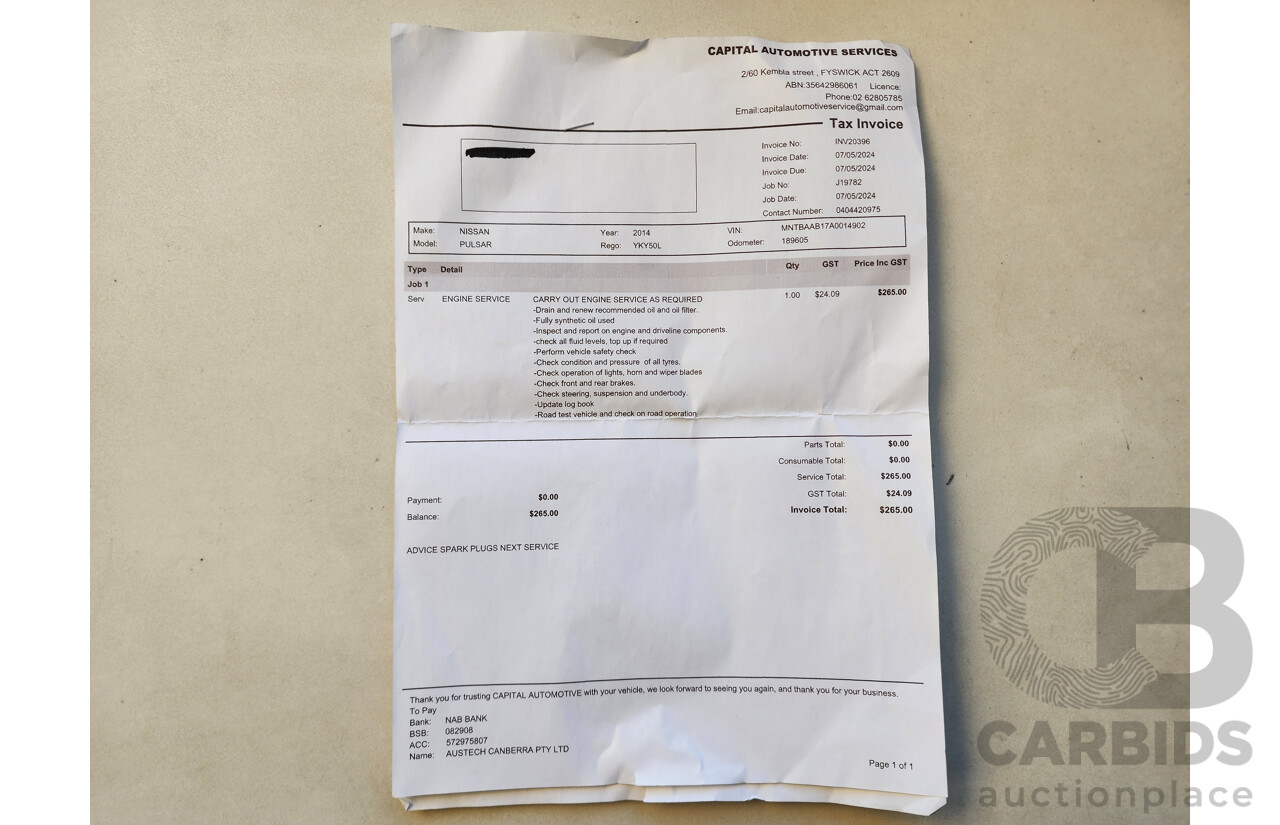 CAPITAL AUTOMOTIVE SERVICES
2/60 Kembla street , FYSWICK ACT 2609
ABN:35642986061 Licence:
Phone:02 62805785
Email:capitalautomotiveservice@gmail.com
Tax Invoice
Invoice No: INV20396
Invoice Date: 07/05/2024
Invoice Due: 07/05/2024
Job No: J19782
Job Date: 07/05/2024
Contact Number: 0404420975
Make: NISSAN Year: 2014 VIN: MNTBAAB17A0014902
Model: PULSAR Rego: YKY50L Odometer: 189605
Type Detail Qty GST Price Inc GST
Job 1
Serv ENGINE SERVICE CARRY OUT ENGINE SERVICE AS REQUIRED 1.00 $24.09 $265.00
-Drain and renew recommended oil and oil filter.
-Fully synthetic oil used
-Inspect and report on engine and driveline components.
-check all fluid levels, top up if required
-Perform vehicle safety check
-Check condition and pressure of all tyres.
-Check operation of lights, horn and wiper blades
-Check front and rear brakes.
-Check steering, suspension and underbody.
-Update log book
-Road test vehicle and check on road operation
Parts Total: $0.00
Consumable Total: $0.00
Service Total: $265.00
Payment: $0.00 GST Total: $24.09
Balance: $265.00 Invoice Total: $265.00
ADVICE SPARK PLUGS NEXT SERVICE
Thank you for trusting CAPITAL AUTOMOTIVE with your vehicle, we look forward to seeing you again, and thank you for your business.
To Pay
Bank: NAB BANK
BSB: 082908
ACC: 572975807
Name: AUSTECH CANBERRA PTY LTD
Page 1 of 1
CB
CARBIDS
auctionplace